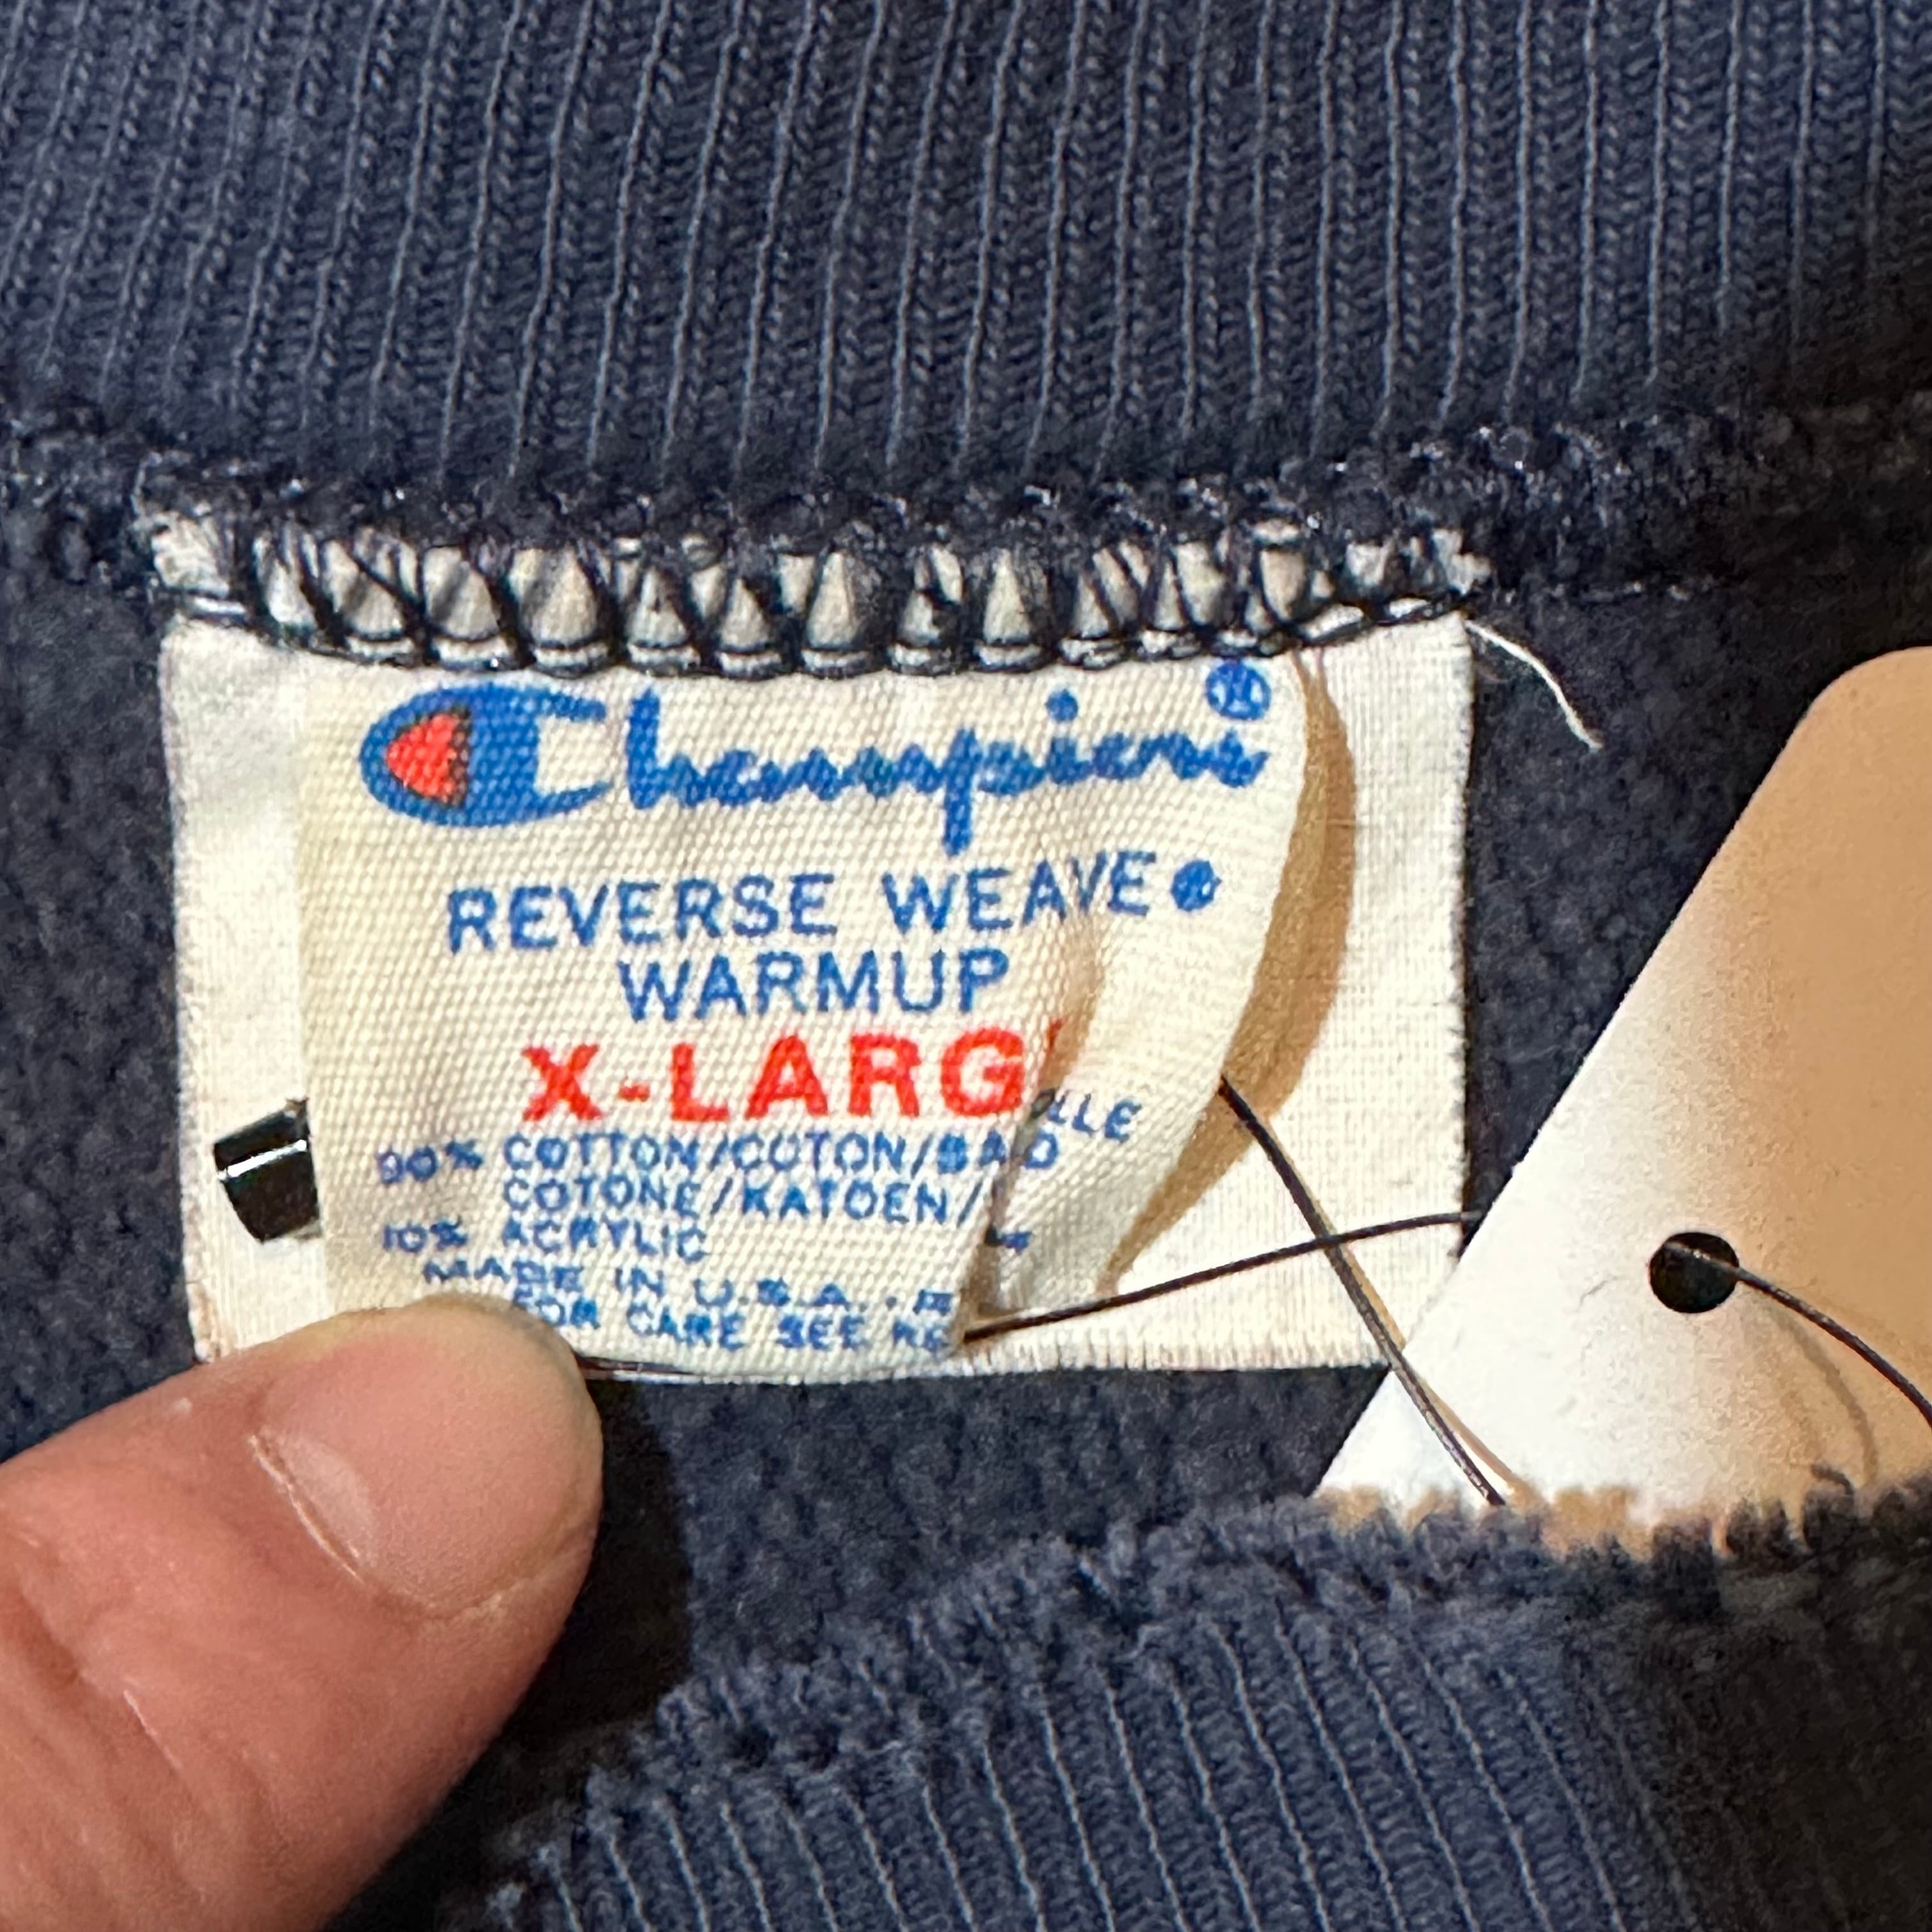 Champion®
REVERSE WEAVE®
WARMUP
X-LARG
90% COTTON/COTON/
COTONE/KATOEN/
10% ACRYLIC
MADE IN U.S.A.
FOR CARE SEE